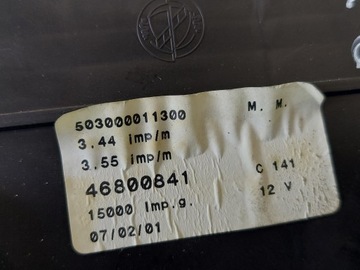 503000011300 M. M.
3.44 imp/m
3.55 imp/m
46800841 C 141
15000 Imp.g. 12 V
07/02/01